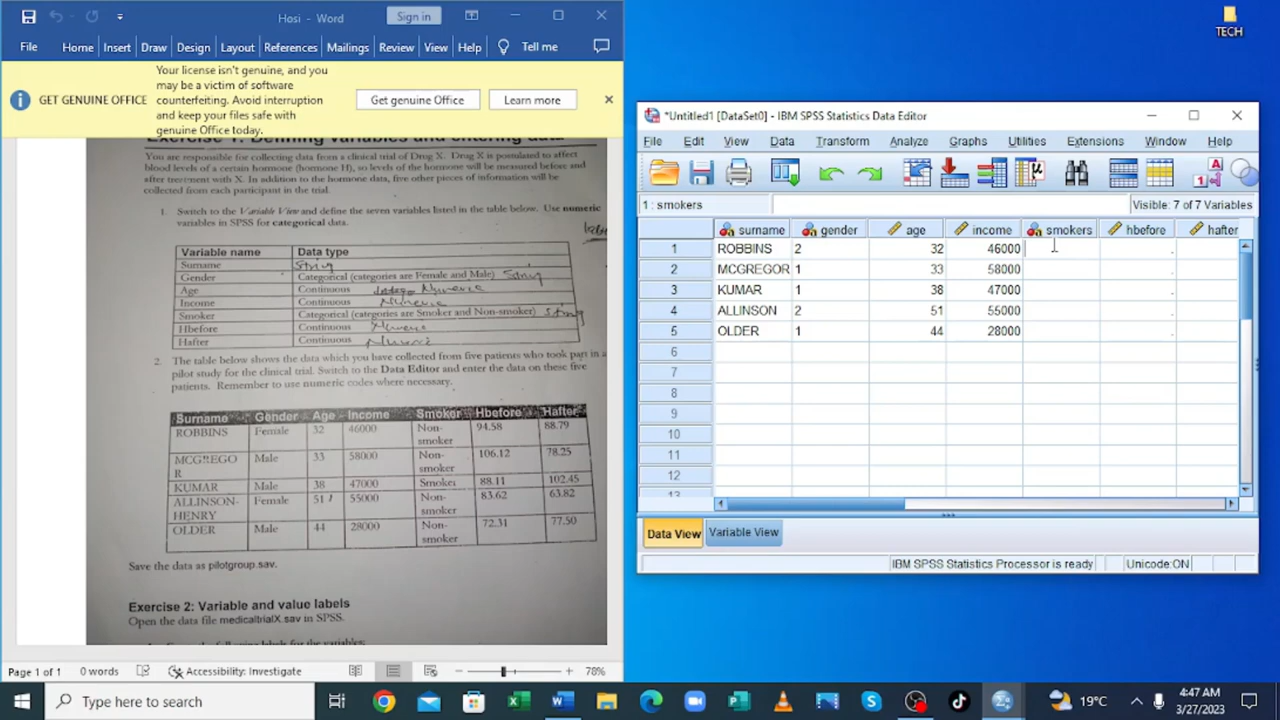 Hosi - Word
Sign in
File Home Insert Draw Design Layout References Mailings Review View Help Tell me
GET GENUINE OFFICE
Your license isn't genuine, and you
may be a victim of software
counterfeiting. Avoid interruption
and keep your files safe with
genuine Office today.
Get genuine Office
Learn more
Exercise 1: Defining variables and entering data
You are responsible for collecting data from a clinical trial of Drug X. Drug X is postulated to affect
blood levels of a certain hormone (hormone H), so levels of the hormone will be measured before and
after treatment with X. In addition to the hormone data, five other pieces of information will be
collected from each participant in the trial.
1. Switch to the Variable View and define the seven variables listed in the table below. Use numeric
variables in SPSS for categorical data.
Variable name Data type
Surname String
Gender Categorical (categories are Female and Male) String
Age Continuous Numeric
Income Continuous Numeric
Smoker Categorical (categories are Smoker and Non-smoker) String
Hbefore Continuous Numeric
Hafter Continuous Numeric
2. The table below shows the data which you have collected from five patients who took part in a
pilot study for the clinical trial. Switch to the Data Editor and enter the data on these five
patients. Remember to use numeric codes where necessary.
Surname Gender Age Income Smoker Hbefore Hafter
ROBBINS Female 32 46000 Non- 94.58 88.79
smoker
MCGREGO Male 33 58000 Non- 106.12 78.25
R smoker
KUMAR Male 38 47000 Smoker 88.11 102.45
ALLINSON- Female 51 55000 Non- 83.62 63.82
HENRY smoker
OLDER Male 44 28000 Non- 72.31 77.50
smoker
Save the data as pilotgroup.sav.
Exercise 2: Variable and value labels
Open the data file medicaltrialX.sav in SPSS.
Page 1 of 1 0 words Accessibility: Investigate 78%
TECH
*Untitled1 [DataSet0] - IBM SPSS Statistics Data Editor
File Edit View Data Transform Analyze Graphs Utilities Extensions Window Help
1 : smokers
Visible: 7 of 7 Variables
surname gender age income smokers hbefore hafter
1 ROBBINS 2 32 46000 .
2 MCGREGOR 1 33 58000 .
3 KUMAR 1 38 47000 .
4 ALLINSON 2 51 55000 .
5 OLDER 1 44 28000 .
6
7
8
9
10
11
12
13
Data View Variable View
IBM SPSS Statistics Processor is ready Unicode:ON
Type here to search
19°C
4:47 AM
3/27/2023